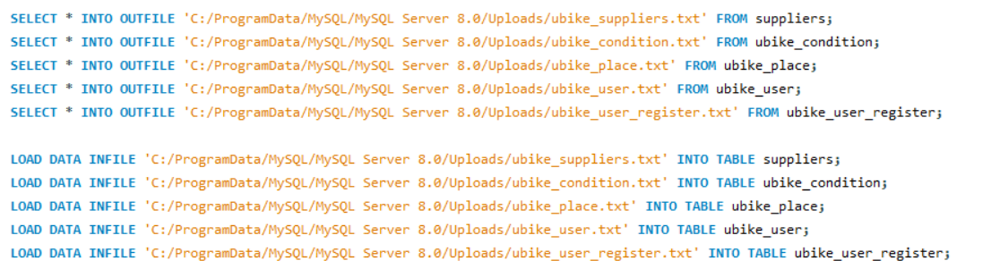 SELECT * INTO OUTFILE 'C:/ProgramData/MySQL/MySQL Server 8.0/Uploads/ubike_suppliers.txt' FROM suppliers;
SELECT * INTO OUTFILE 'C:/ProgramData/MySQL/MySQL Server 8.0/Uploads/ubike_condition.txt' FROM ubike_condition;
SELECT * INTO OUTFILE 'C:/ProgramData/MySQL/MySQL Server 8.0/Uploads/ubike_place.txt' FROM ubike_place;
SELECT * INTO OUTFILE 'C:/ProgramData/MySQL/MySQL Server 8.0/Uploads/ubike_user.txt' FROM ubike_user;
SELECT * INTO OUTFILE 'C:/ProgramData/MySQL/MySQL Server 8.0/Uploads/ubike_user_register.txt' FROM ubike_user_register;
LOAD DATA INFILE 'C:/ProgramData/MySQL/MySQL Server 8.0/Uploads/ubike_suppliers.txt' INTO TABLE suppliers;
LOAD DATA INFILE 'C:/ProgramData/MySQL/MySQL Server 8.0/Uploads/ubike_condition.txt' INTO TABLE ubike_condition;
LOAD DATA INFILE 'C:/ProgramData/MySQL/MySQL Server 8.0/Uploads/ubike_place.txt' INTO TABLE ubike_place;
LOAD DATA INFILE 'C:/ProgramData/MySQL/MySQL Server 8.0/Uploads/ubike_user.txt' INTO TABLE ubike_user;
LOAD DATA INFILE 'C:/ProgramData/MySQL/MySQL Server 8.0/Uploads/ubike_user_register.txt' INTO TABLE ubike_user_register;